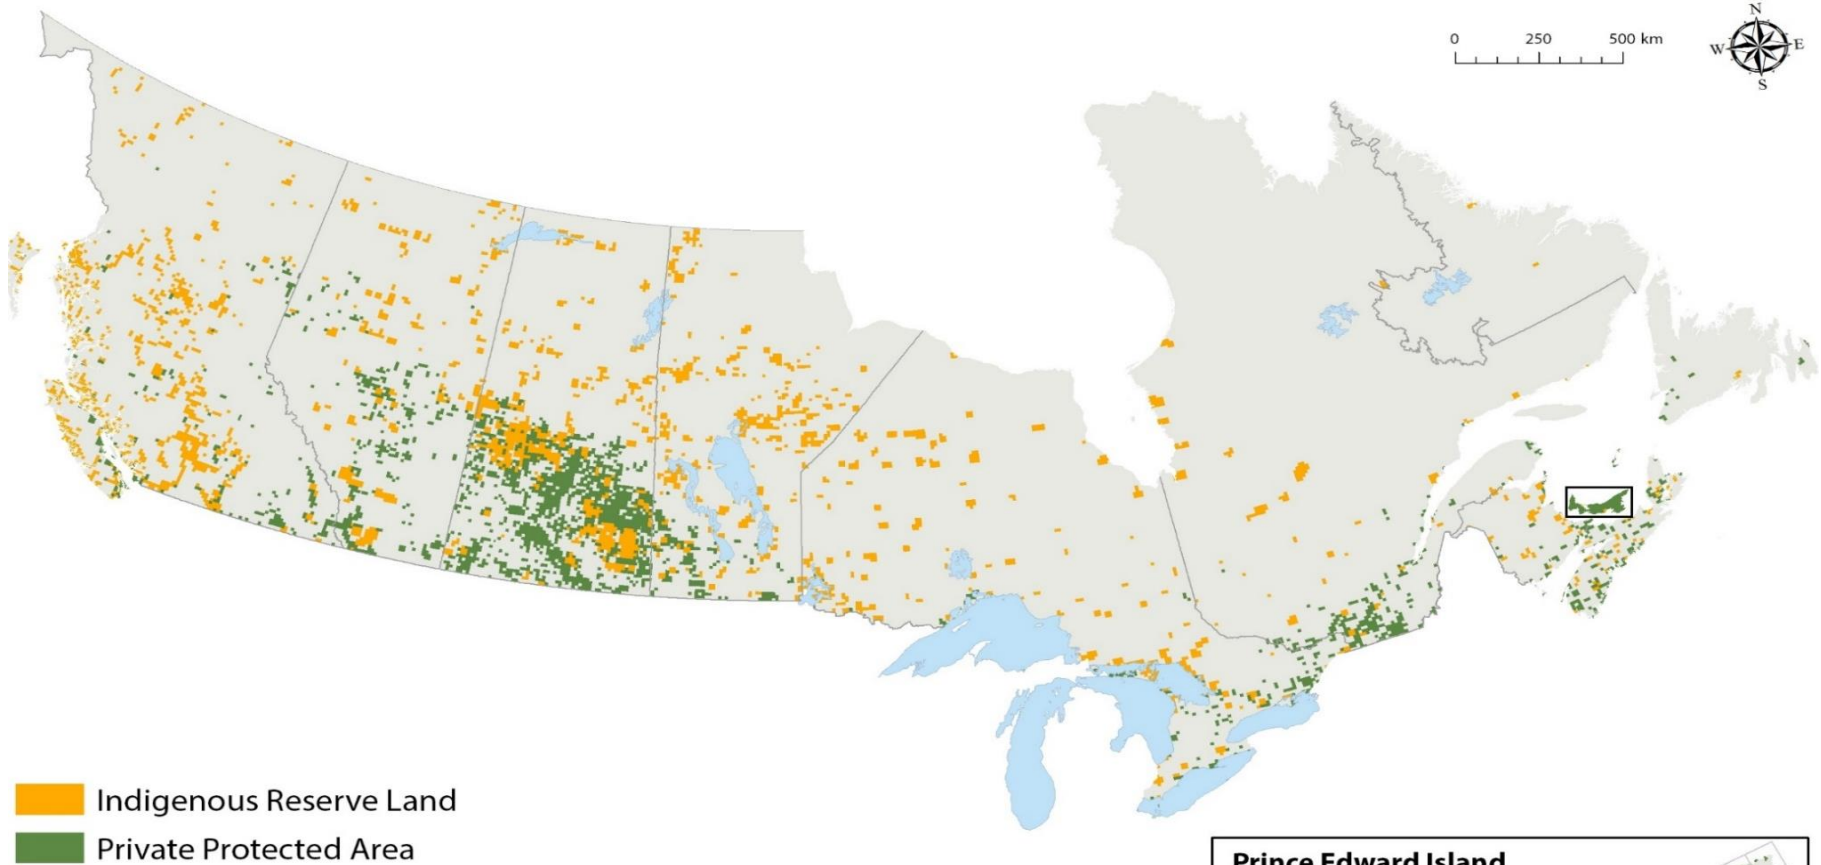 N
0 250 500 km
W E
S
Indigenous Reserve Land
Private Protected Area
Prince Edward Island